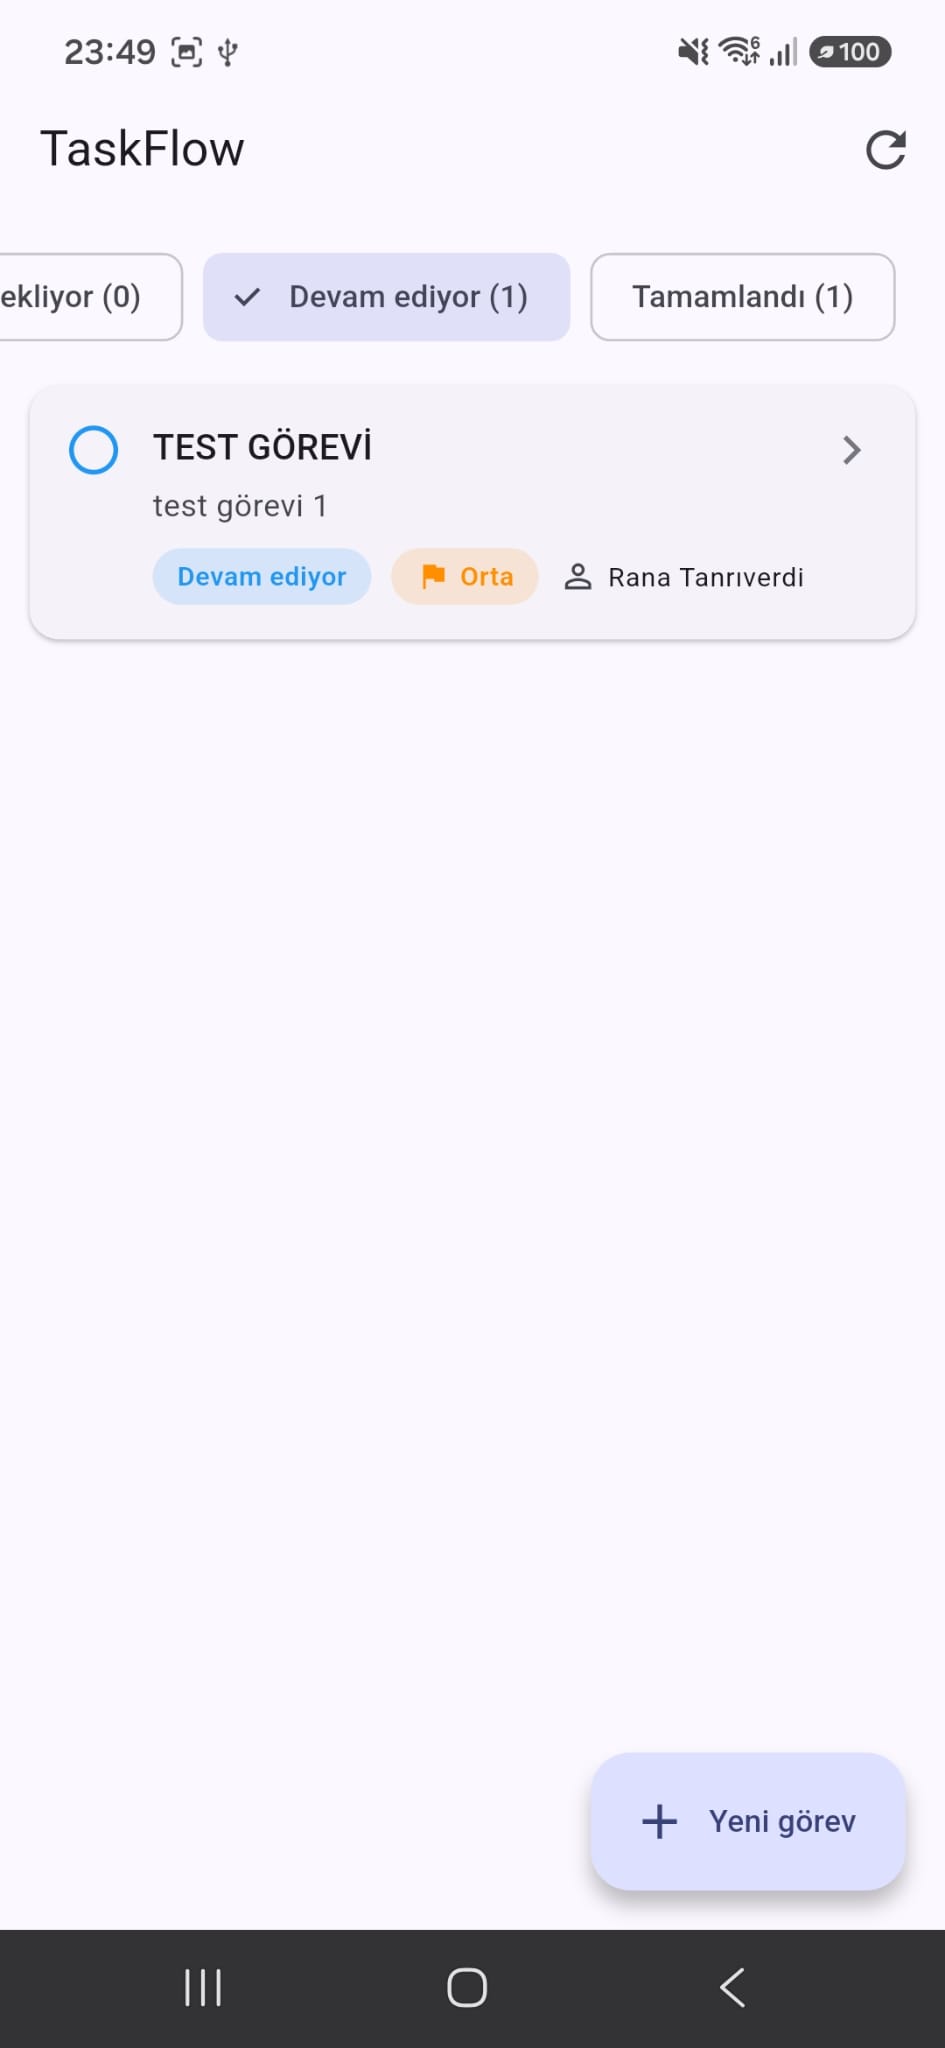 23:49
6
100
TaskFlow
ekliyor (0)
Devam ediyor (1)
Tamamlandı (1)
TEST GÖREVİ
test görevi 1
Devam ediyor
Orta
Rana Tanrıverdi
Yeni görev